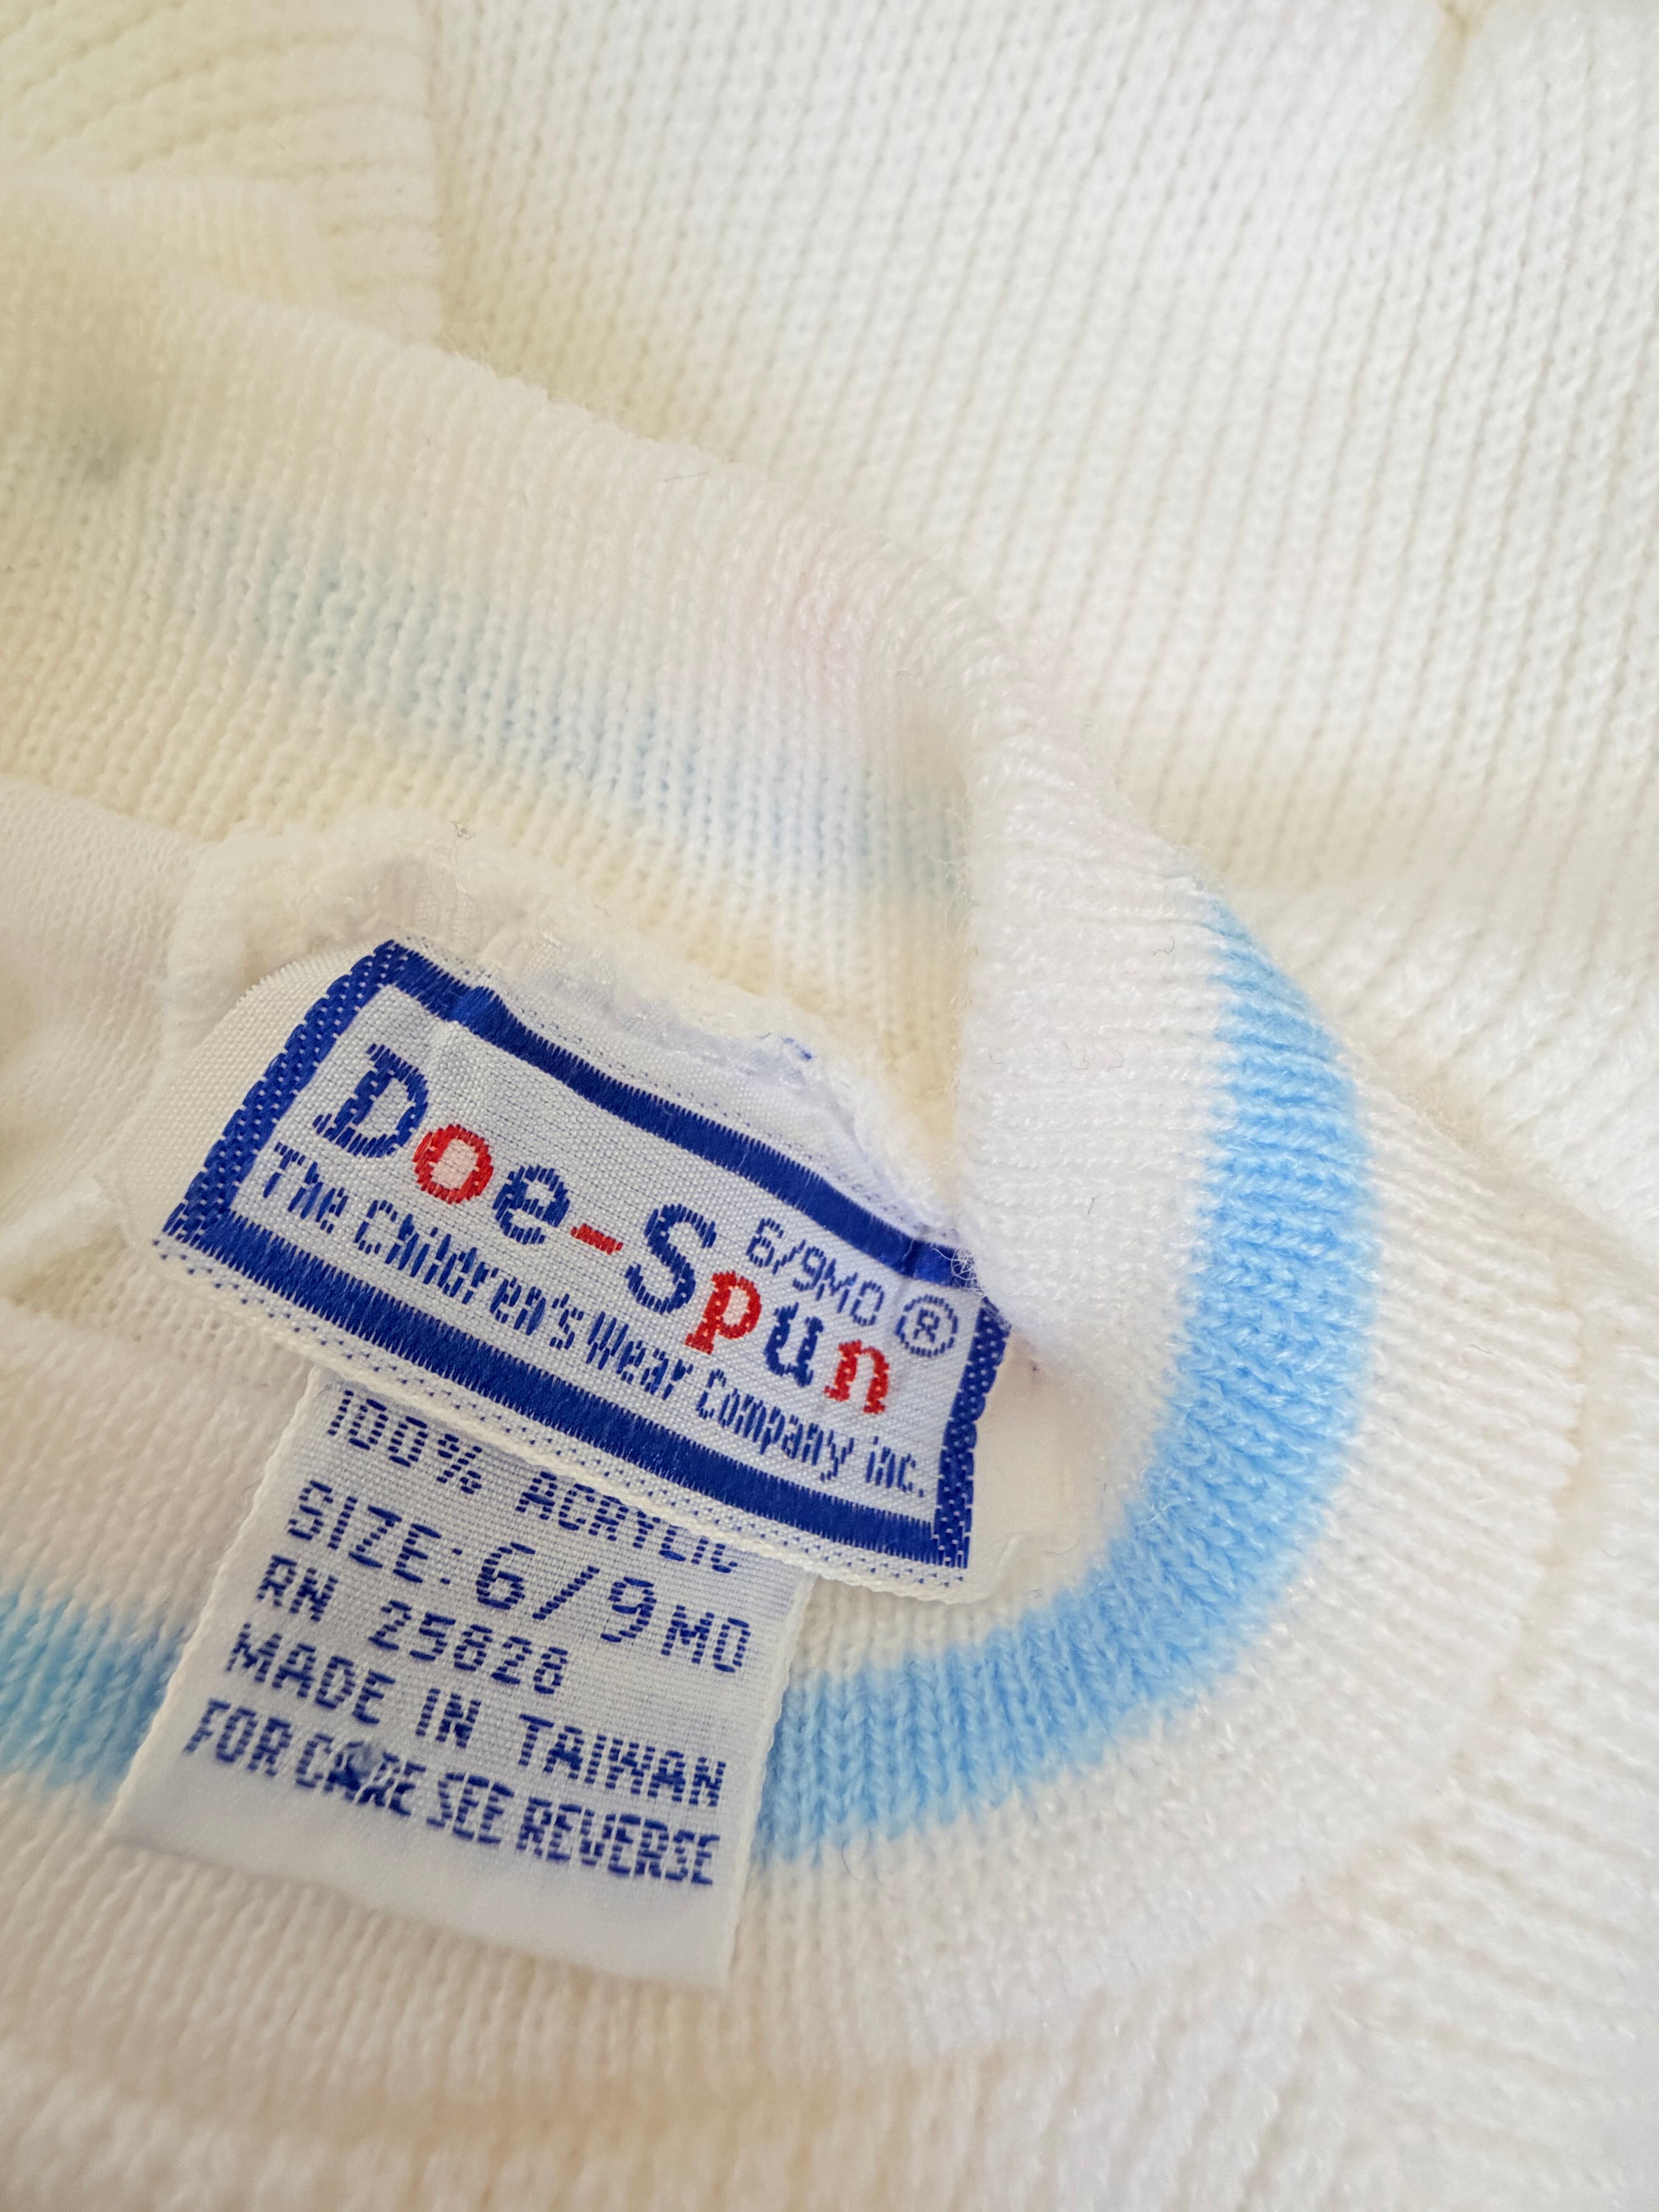 6/9MO
Doe-Spun ®
The Children's Wear Company inc.
100% ACRYLIC
SIZE: 6/9 MO
RN 25828
MADE IN TAIWAN
FOR CARE SEE REVERSE